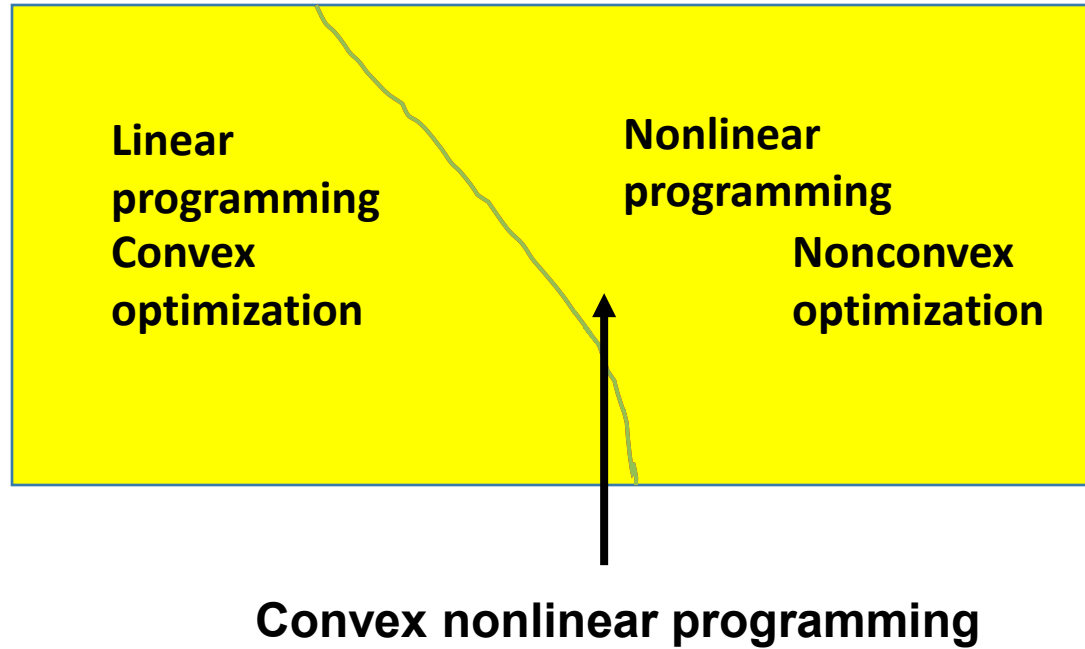 Linear
programming
Convex
optimization
Nonlinear
programming
Nonconvex
optimization
Convex nonlinear programming